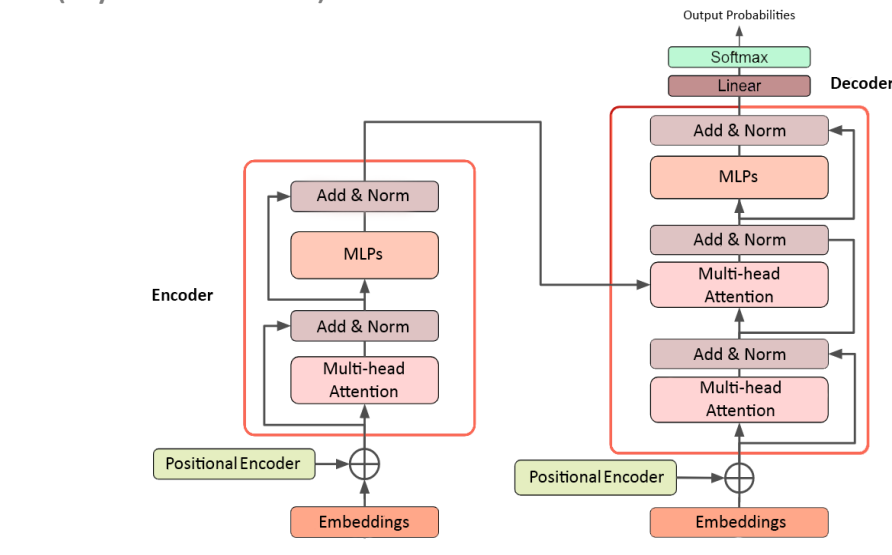 Output Probabilities
Softmax
Linear
Decoder
Add & Norm
MLPs
Add & Norm
Multi-head
Attention
Add & Norm
Multi-head
Attention
Positional Encoder
Embeddings
Encoder
Add & Norm
MLPs
Add & Norm
Multi-head
Attention
Positional Encoder
Embeddings